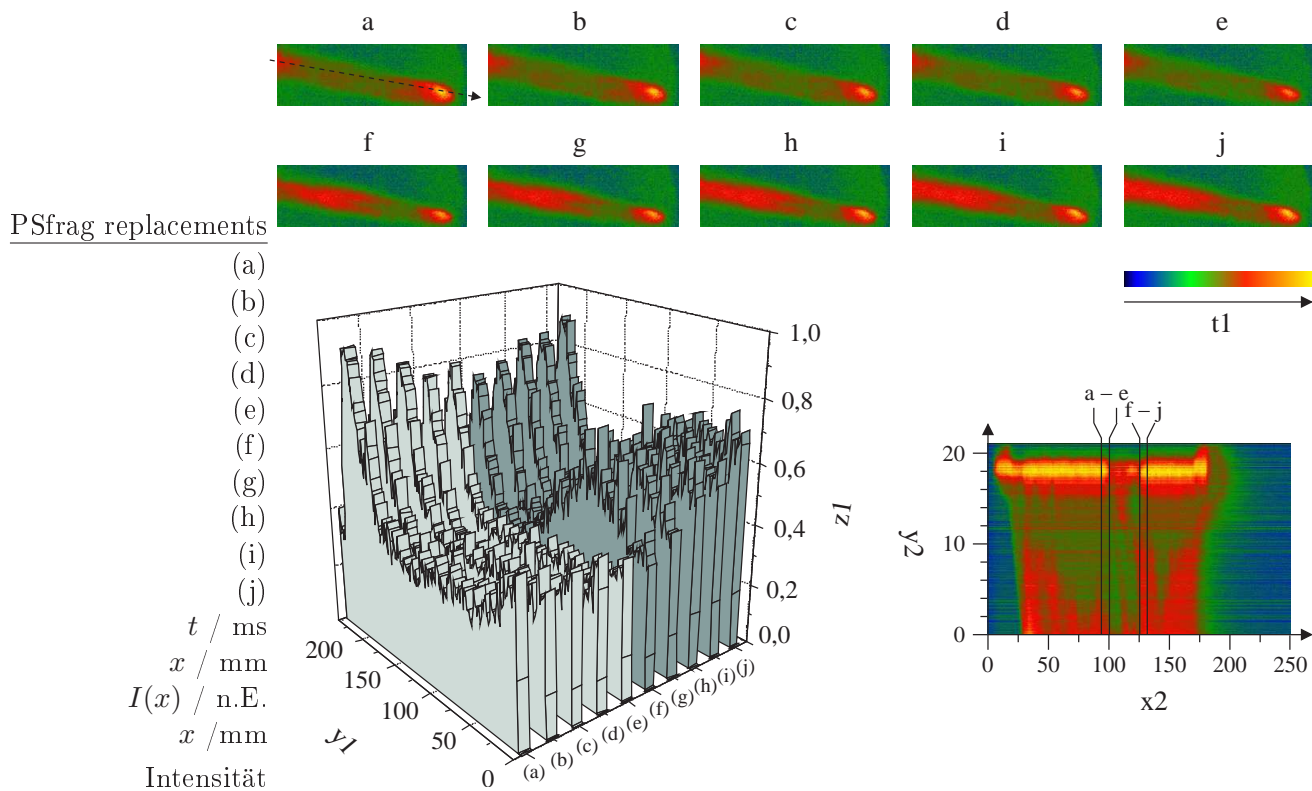 a b c d e
f g h i j
PSfrag replacements
(a)
(b)
(c)
(d)
(e)
(f)
(g)
(h)
(i)
(j)
t / ms
x / mm
I(x) / n.E.
x /mm
Intensität
t1
1,0
0,8
0,6
0,4
0,2
0,0
z1
200
150
100
50
0
y1
(a) (b) (c) (d) (e) (f) (g) (h) (i) (j)
a – e
f – j
20
10
0
y2
0 50 100 150 200 250
x2